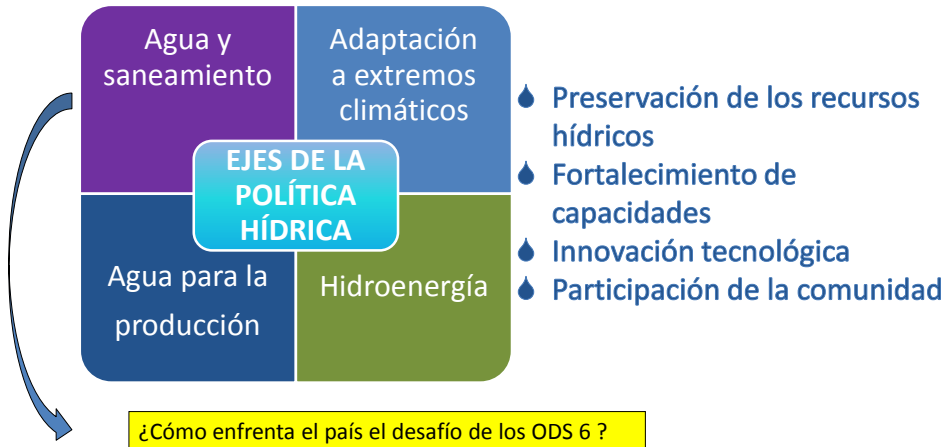 Agua y
saneamiento
Adaptación
a extremos
climáticos
EJES DE LA
POLÍTICA
HÍDRICA
Agua para la
producción
Hidroenergía
Preservación de los recursos
hídricos
Fortalecimiento de
capacidades
Innovación tecnológica
Participación de la comunidad
¿Cómo enfrenta el país el desafío de los ODS 6 ?